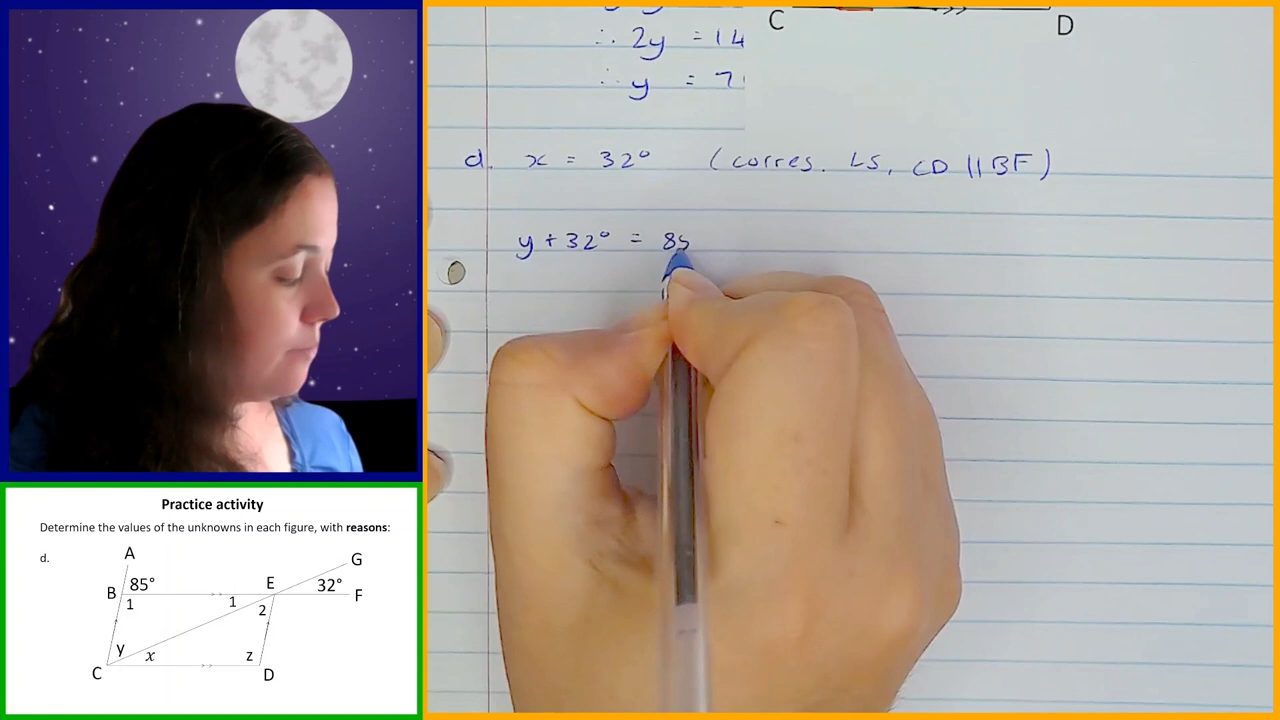 C
D
∴ 2y = 14
∴ y = 7
d. x = 32° (corres. ∠s, CD || BF)
y + 32° = 85
Practice activity
Determine the values of the unknowns in each figure, with reasons:
d.
A
G
B 85° E 32° F
1 1 2
y x z
C D